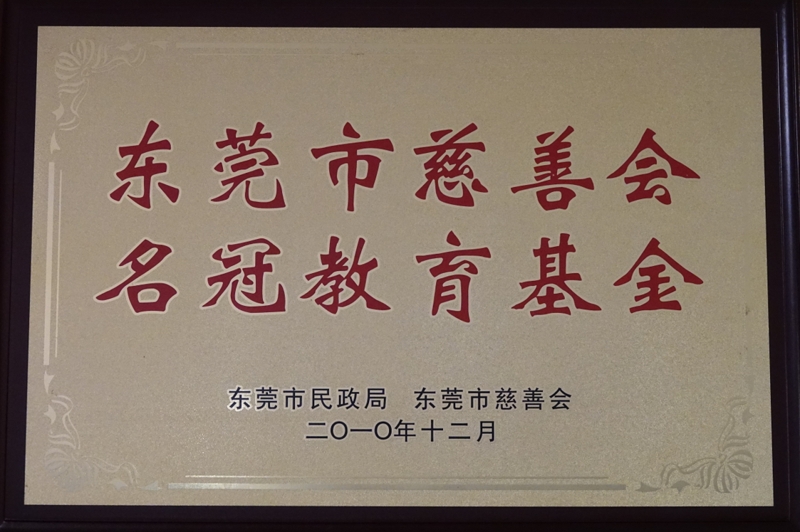 东莞市慈善会
名冠教育基金
东莞市民政局 东莞市慈善会
二〇一〇年十二月